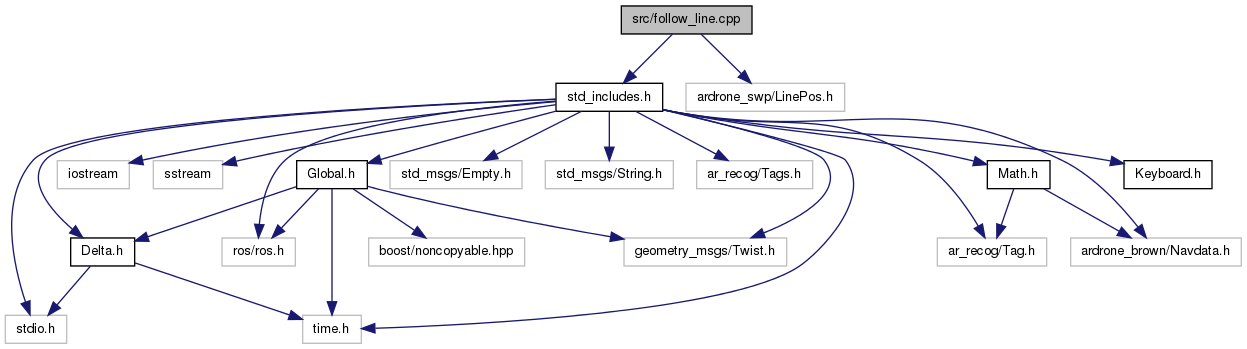 src/follow_line.cpp
std_includes.h
ardrone_swp/LinePos.h
iostream
sstream
Global.h
std_msgs/Empty.h
std_msgs/String.h
ar_recog/Tags.h
Math.h
Keyboard.h
Delta.h
ros/ros.h
boost/noncopyable.hpp
geometry_msgs/Twist.h
ar_recog/Tag.h
ardrone_brown/Navdata.h
stdio.h
time.h